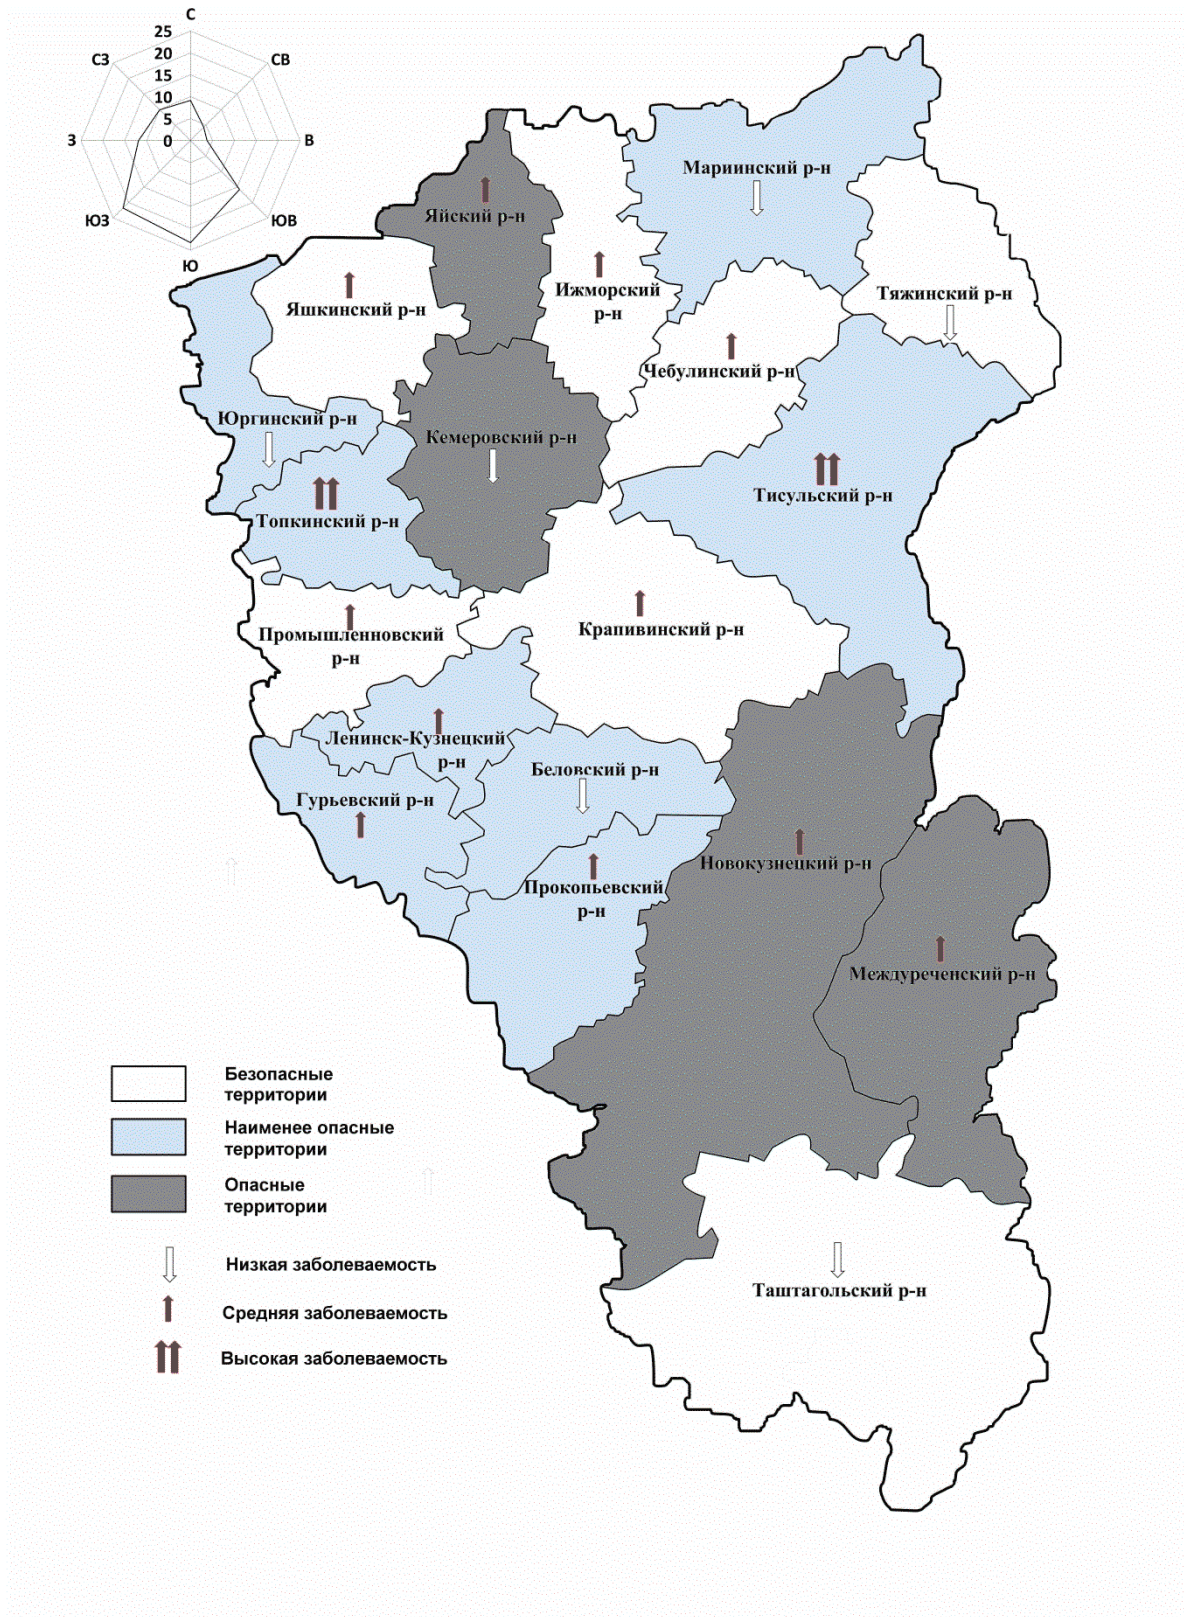 С
25
20
15
10
5
0
СЗ
СВ
З
В
ЮЗ
ЮВ
Ю
Мариинский р-н
Яйский р-н
Ижморский
р-н
Тяжинский р-н
Яшкинский р-н
Чебулинский р-н
Юргинский р-н
Кемеровский р-н
Тисульский р-н
Топкинский р-н
Промышленновский
р-н
Крапивинский р-н
Ленинск-Кузнецкий
р-н
Беловский р-н
Гурьевский р-н
Новокузнецкий р-н
Прокопьевский
р-н
Междуреченский р-н
Безопасные
территории
Наименее опасные
территории
Опасные
территории
Низкая заболеваемость
Таштагольский р-н
Средняя заболеваемость
Высокая заболеваемость